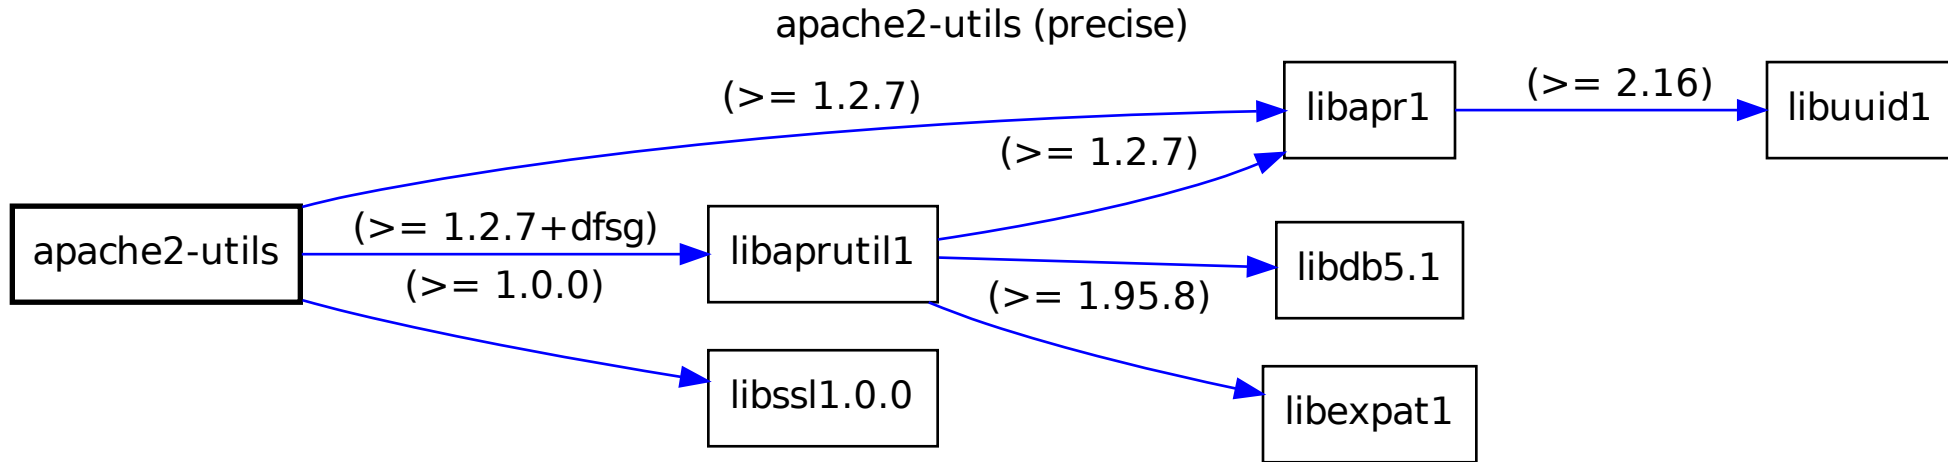 apache2-utils (precise)
(>= 1.2.7)
libapr1
(>= 2.16)
libuuid1
(>= 1.2.7)
apache2-utils
(>= 1.2.7+dfsg)
libaprutil1
libdb5.1
(>= 1.0.0)
(>= 1.95.8)
libssl1.0.0
libexpat1